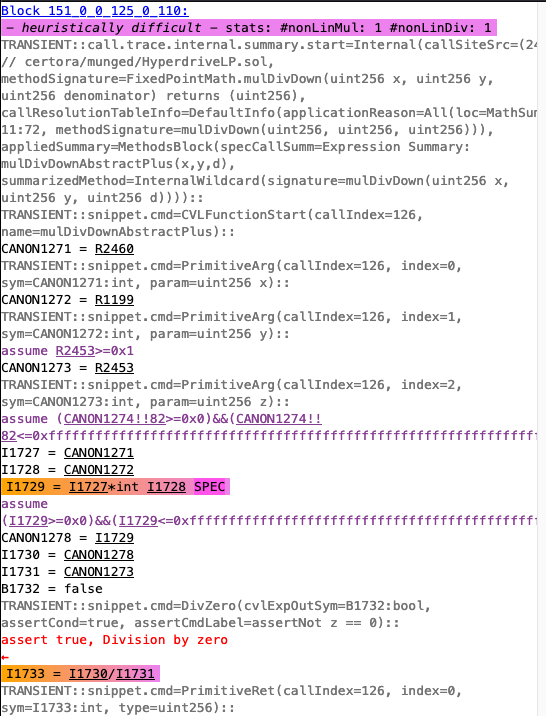 Block 151_0_0_125_0_110:
- heuristically difficult - stats: #nonLinMul: 1 #nonLinDiv: 1
TRANSIENT::call.trace.internal.summary.start=Internal(callSiteSrc=(24
// certora/munged/HyperdriveLP.sol,
methodSignature=FixedPointMath.mulDivDown(uint256 x, uint256 y,
uint256 denominator) returns (uint256),
callResolutionTableInfo=DefaultInfo(applicationReason=All(loc=MathSum
11:72, methodSignature=mulDivDown(uint256, uint256, uint256))),
appliedSummary=MethodsBlock(specCallSumm=Expression Summary:
mulDivDownAbstractPlus(x,y,d),
summarizedMethod=InternalWildcard(signature=mulDivDown(uint256 x,
uint256 y, uint256 d))))::
TRANSIENT::snippet.cmd=CVLFunctionStart(callIndex=126,
name=mulDivDownAbstractPlus)::
CANON1271 = R2460
TRANSIENT::snippet.cmd=PrimitiveArg(callIndex=126, index=0,
sym=CANON1271:int, param=uint256 x)::
CANON1272 = R1199
TRANSIENT::snippet.cmd=PrimitiveArg(callIndex=126, index=1,
sym=CANON1272:int, param=uint256 y)::
assume R2453>=0x1
CANON1273 = R2453
TRANSIENT::snippet.cmd=PrimitiveArg(callIndex=126, index=2,
sym=CANON1273:int, param=uint256 z)::
assume (CANON1274!!82>=0x0)&&(CANON1274!!
82<=0xffffffffffffffffffffffffffffffffffffffffffffffffffffffffffff
I1727 = CANON1271
I1728 = CANON1272
I1729 = I1727*int I1728 SPEC
assume
(I1729>=0x0)&&(I1729<=0xffffffffffffffffffffffffffffffffffffffffff
CANON1278 = I1729
I1730 = CANON1278
I1731 = CANON1273
B1732 = false
TRANSIENT::snippet.cmd=DivZero(cvlExpOutSym=B1732:bool,
assertCond=true, assertCmdLabel=assertNot z == 0)::
assert true, Division by zero
←
I1733 = I1730/I1731
TRANSIENT::snippet.cmd=PrimitiveRet(callIndex=126, index=0,
sym=I1733:int, type=uint256)::